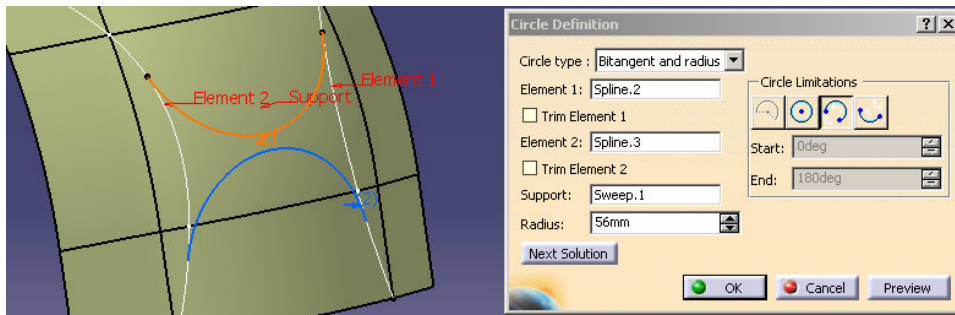 Element 1
Element 2
Support
2)
Circle Definition
Circle type : Bitangent and radius
Element 1: Spline.2
Trim Element 1
Element 2: Spline.3
Trim Element 2
Support: Sweep.1
Radius: 56mm
Next Solution
Circle Limitations
Start: 0deg
End: 180deg
OK
Cancel
Preview